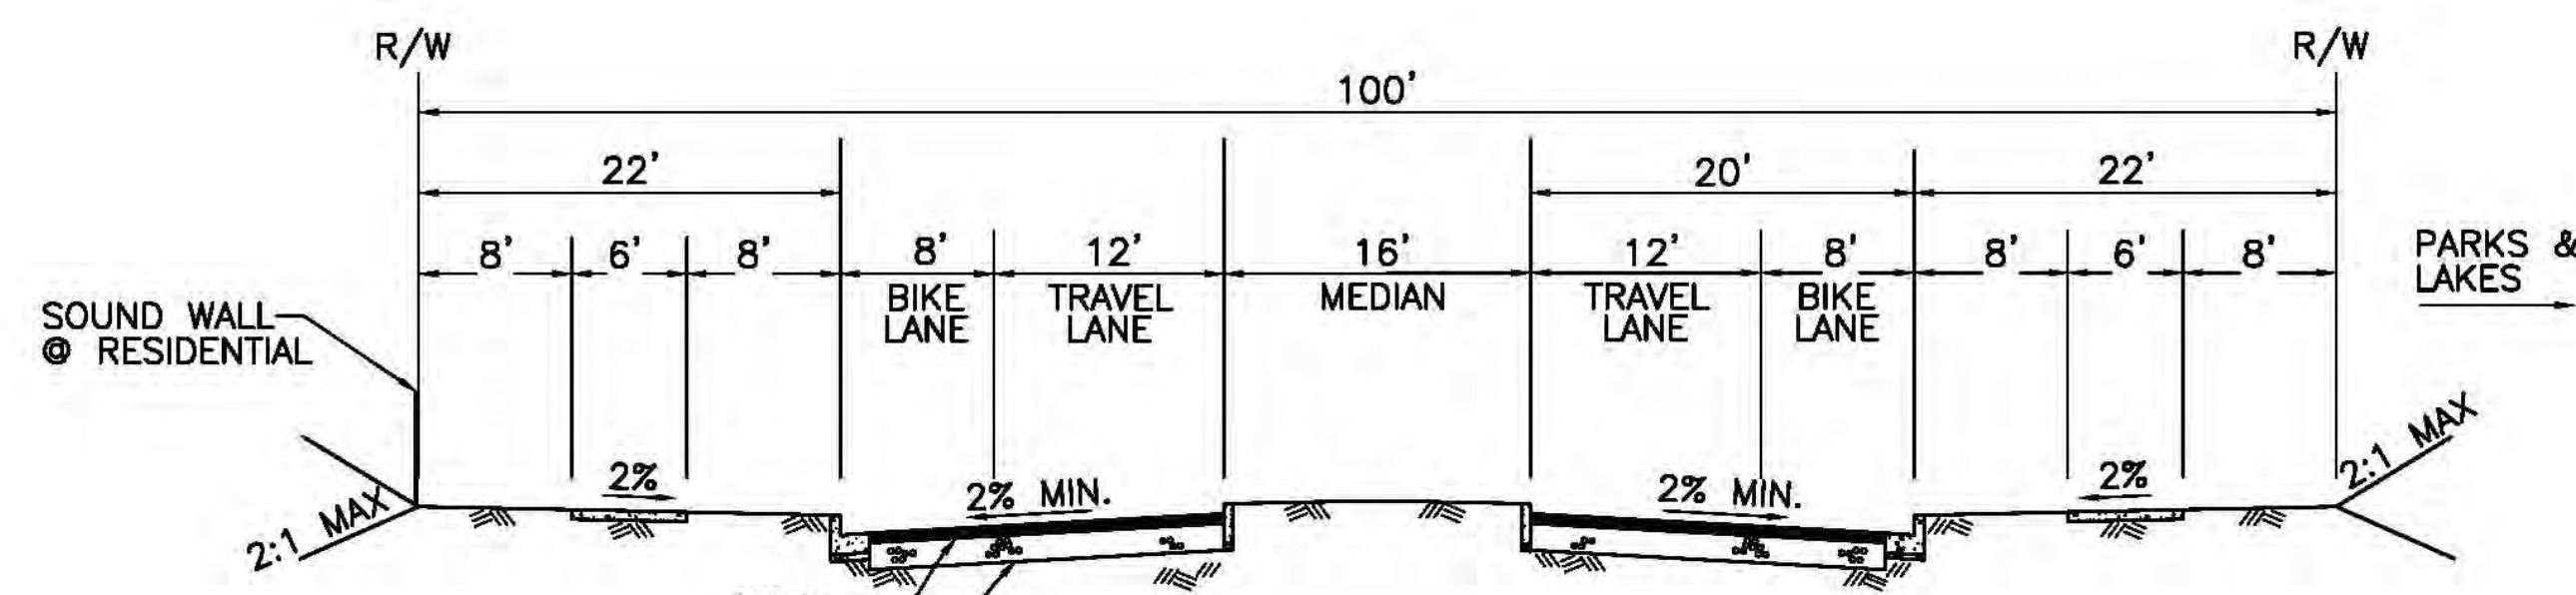 R/W
R/W
100'
22'
20'
22'
8'
6'
8'
8'
12'
16'
12'
8'
8'
6'
8'
BIKE
LANE
TRAVEL
LANE
MEDIAN
TRAVEL
LANE
BIKE
LANE
PARKS &
LAKES
SOUND WALL
@ RESIDENTIAL
2:1 MAX
2%
2% MIN.
2% MIN.
2%
2:1 MAX